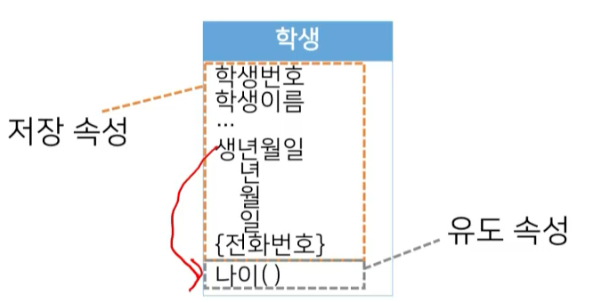 학생
학생번호
학생이름
...
생년월일
년
월
일
{전화번호}
나이()
저장 속성
유도 속성